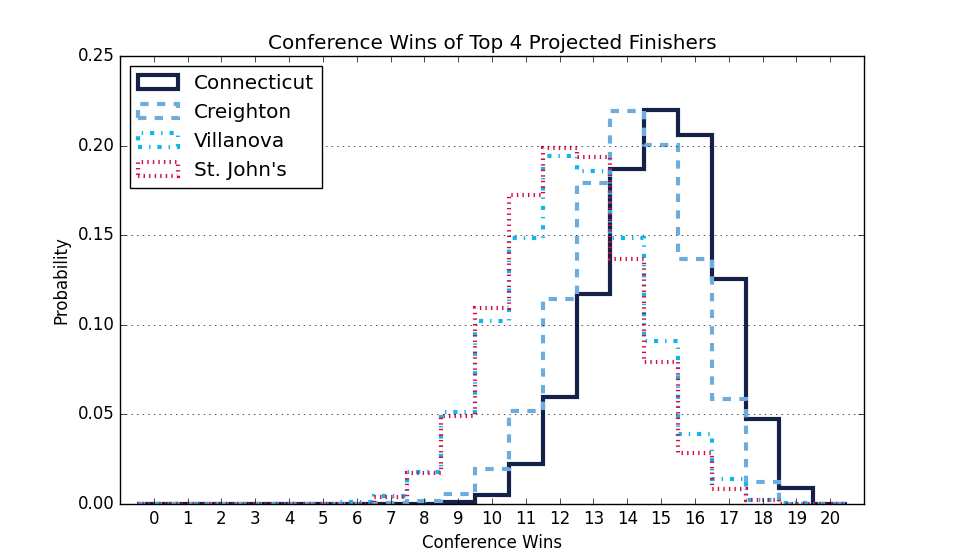 Conference Wins of Top 4 Projected Finishers
0.25
0.20
0.15
0.10
0.05
0.00
Probability
Connecticut
Creighton
Villanova
St. John's
0 1 2 3 4 5 6 7 8 9 10 11 12 13 14 15 16 17 18 19 20
Conference Wins